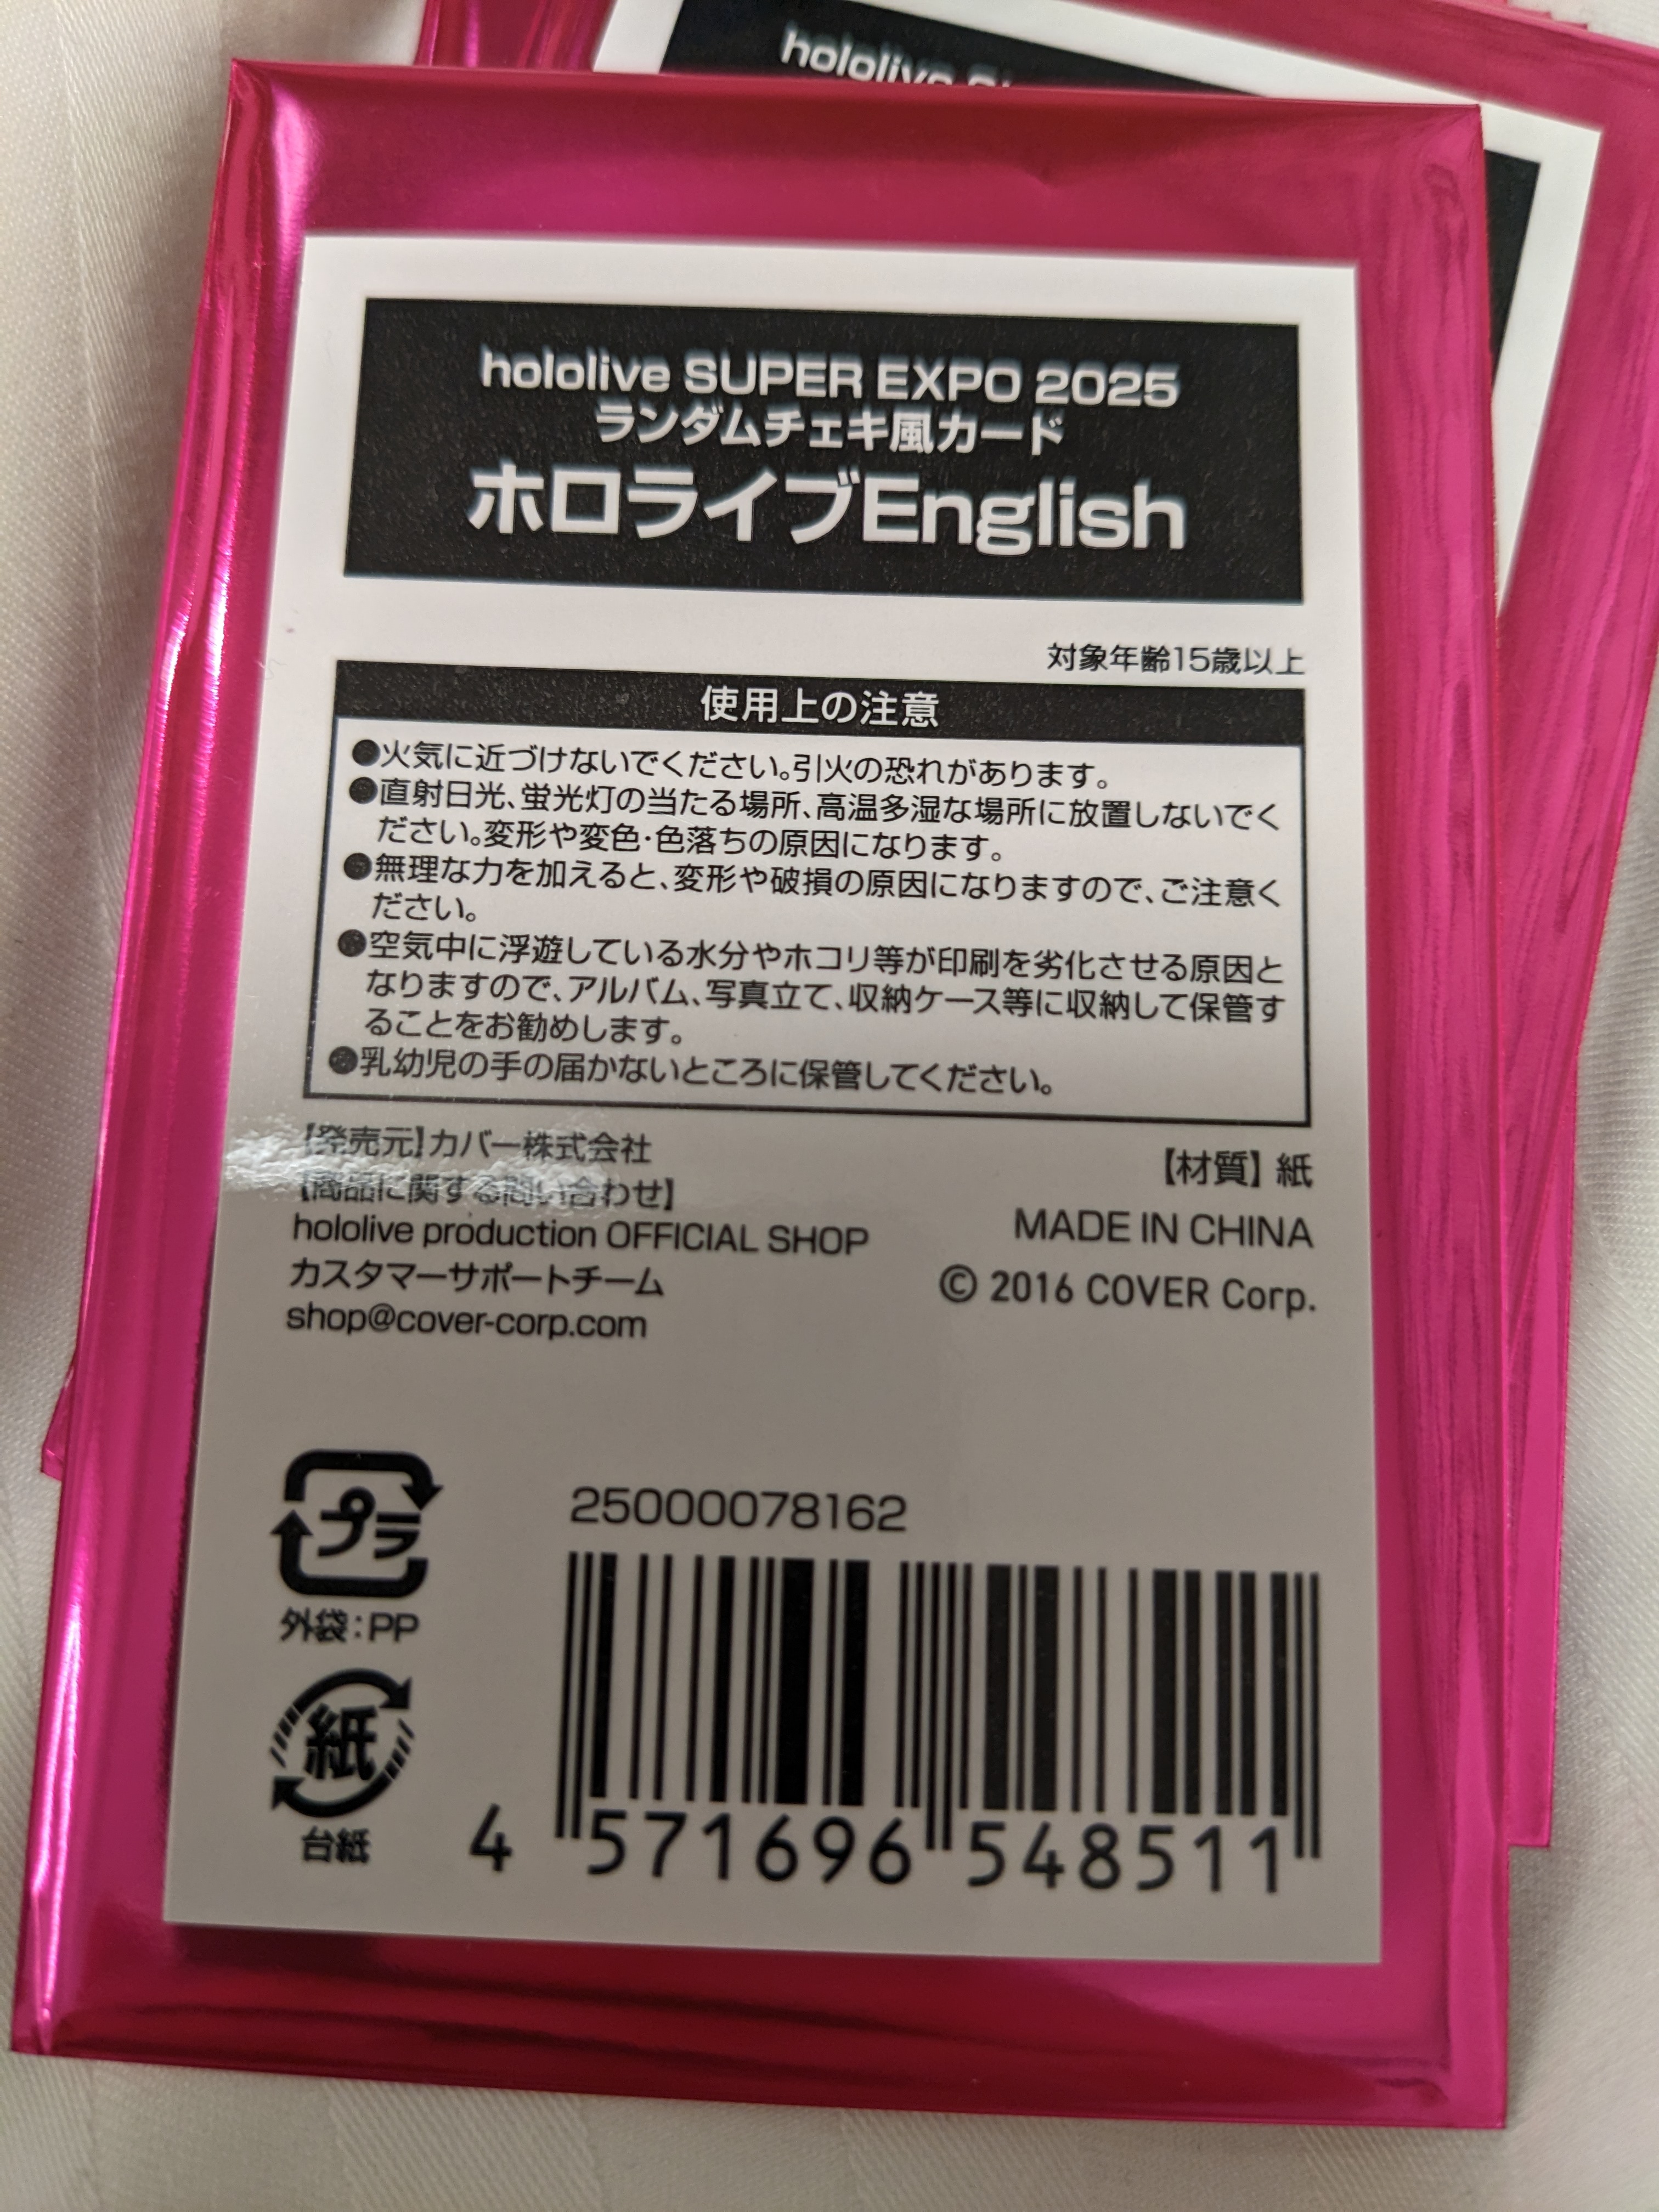 hololive
hololive SUPER EXPO 2025
ランダムチェキ風カード
ホロライブEnglish
対象年齢15歳以上
使用上の注意
●火気に近づけないでください。引火の恐れがあります。
●直射日光、蛍光灯の当たる場所、高温多湿な場所に放置しないでく
ださい。変形や変色・色落ちの原因になります。
●無理な力を加えると、変形や破損の原因になりますので、ご注意く
ださい。
●空気中に浮遊している水分やホコリ等が印刷を劣化させる原因と
なりますので、アルバム、写真立て、収納ケース等に収納して保管す
ることをお勧めします。
●乳幼児の手の届かないところに保管してください。
【発売元】カバー株式会社
【商品に関する問い合わせ】
hololive production OFFICIAL SHOP
カスタマーサポートチーム
shop@cover-corp.com
【材質】紙
MADE IN CHINA
© 2016 COVER Corp.
プラ
外袋：PP
紙
台紙
25000078162
4 571696 548511